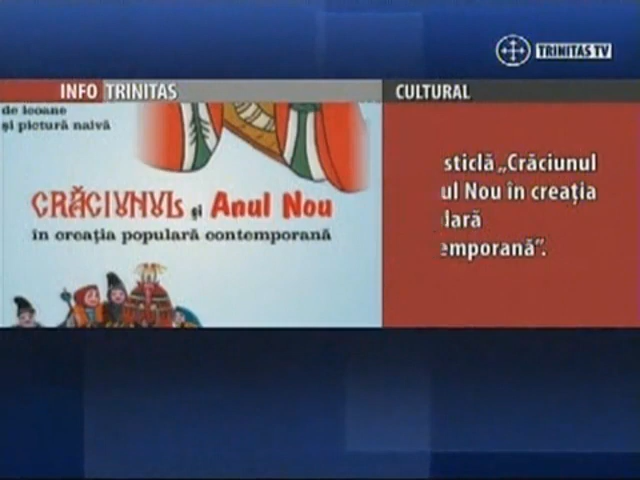 TRINITAS TV
INFO TRINITAS
CULTURAL
de icoane
și pictură naivă
CRĂCIUNUL și Anul Nou
în creația populară contemporană
sticlă „Crăciunul
ul Nou în creația
lară
emporană”.